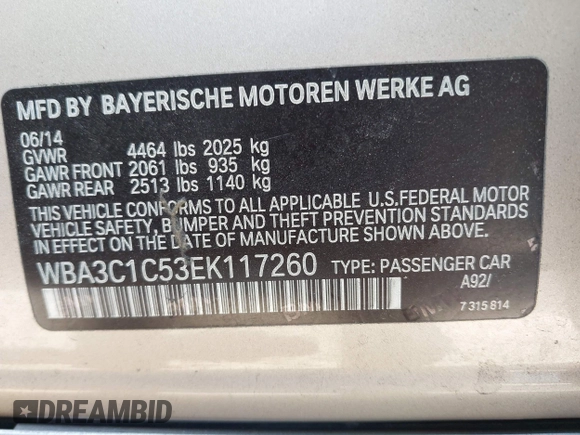 MFD BY BAYERISCHE MOTOREN WERKE AG
06/14
GVWR 4464 lbs 2025 kg
GAWR FRONT 2061 lbs 935 kg
GAWR REAR 2513 lbs 1140 kg
THIS VEHICLE CONFORMS TO ALL APPLICABLE U.S.FEDERAL MOTOR
VEHICLE SAFETY, BUMPER AND THEFT PREVENTION STANDARDS
IN EFFECT ON THE DATE OF MANUFACTURE SHOWN ABOVE.
WBA3C1C53EK117260 TYPE: PASSENGER CAR
A92/
7 315 814
DREAMBID